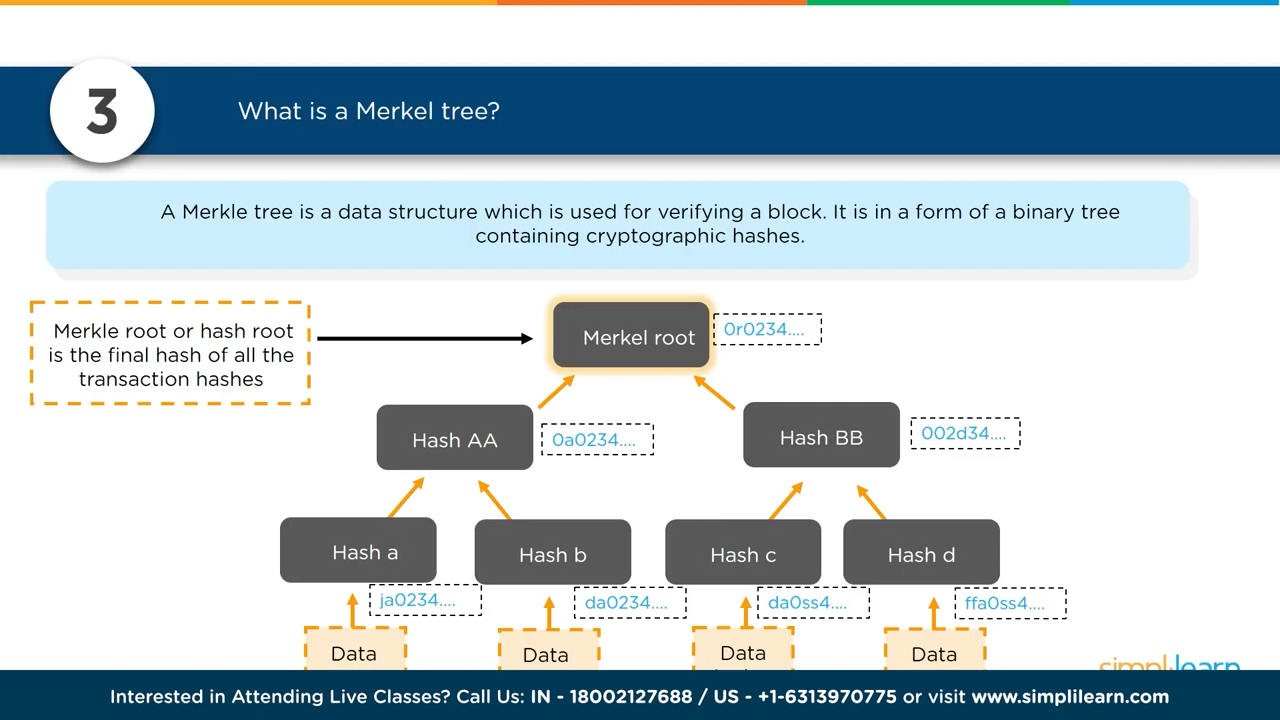 3
What is a Merkel tree?
A Merkle tree is a data structure which is used for verifying a block. It is in a form of a binary tree
containing cryptographic hashes.
Merkle root or hash root
is the final hash of all the
transaction hashes
Merkel root
0r0234....
Hash AA
0a0234....
Hash BB
002d34....
Hash a
Hash b
Hash c
Hash d
ja0234....
da0234....
da0ss4....
ffa0ss4....
Data
Data
Data
Data
simplilearn
Interested in Attending Live Classes? Call Us: IN - 18002127688 / US - +1-6313970775 or visit www.simplilearn.com